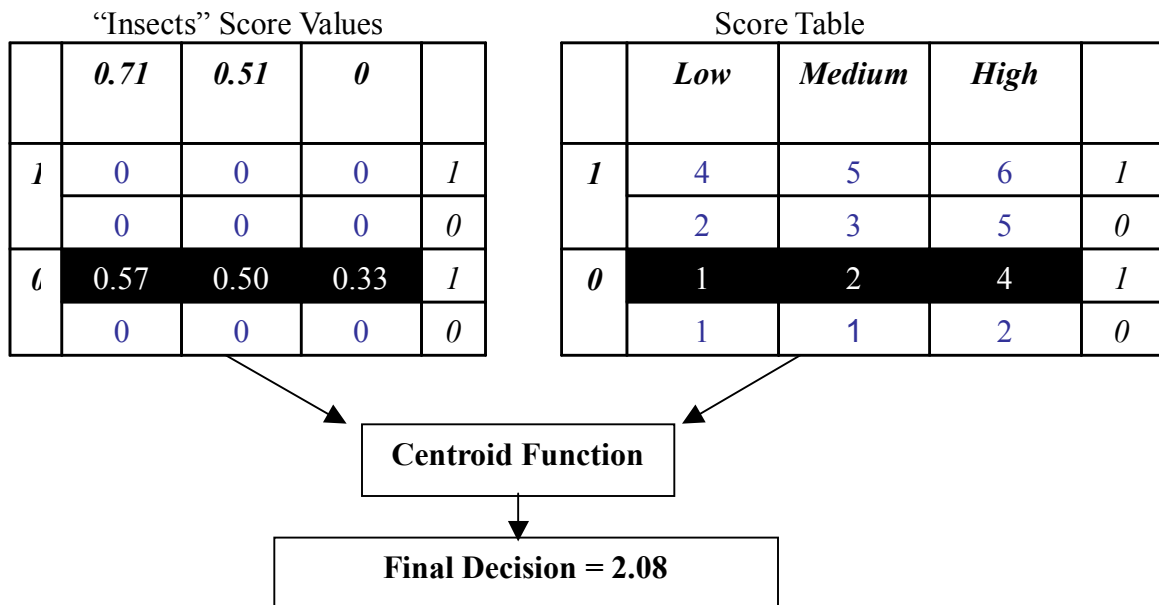 “Insects” Score Values
0.71 0.51 0
1 0 0 0 1
0 0 0 0
0 0.57 0.50 0.33 1
0 0 0 0
Score Table
Low Medium High
1 4 5 6 1
2 3 5 0
0 1 2 4 1
1 1 2 0
Centroid Function
Final Decision = 2.08